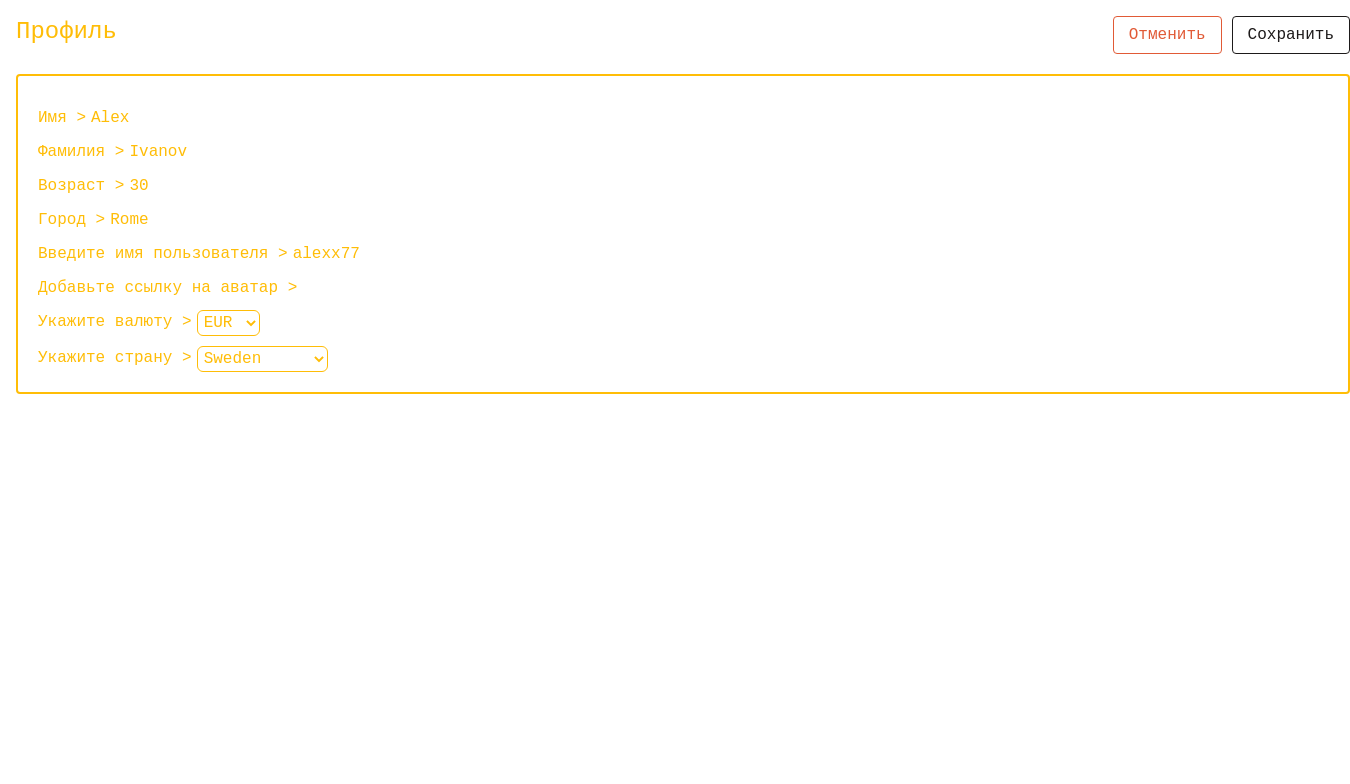 Профиль
Отменить
Сохранить
Имя > Alex
Фамилия > Ivanov
Возраст > 30
Город > Rome
Введите имя пользователя > alexx77
Добавьте ссылку на аватар >
Укажите валюту > EUR
Укажите страну > Sweden